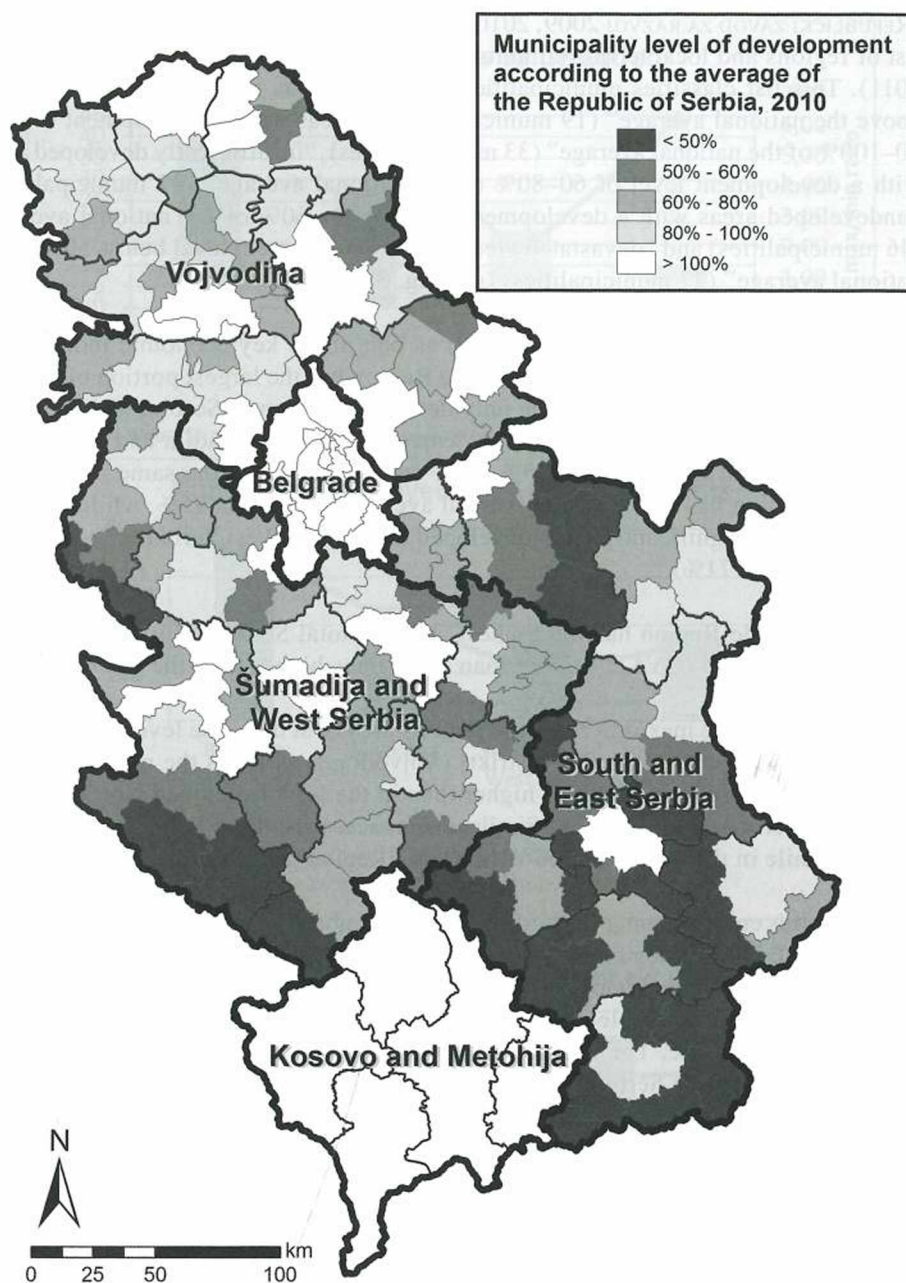 Municipality level of development
according to the average of
the Republic of Serbia, 2010
< 50%
50% - 60%
60% - 80%
80% - 100%
> 100%
Vojvodina
Belgrade
Šumadija and
West Serbia
South and
East Serbia
Kosovo and Metohija
N
km
0 25 50 100